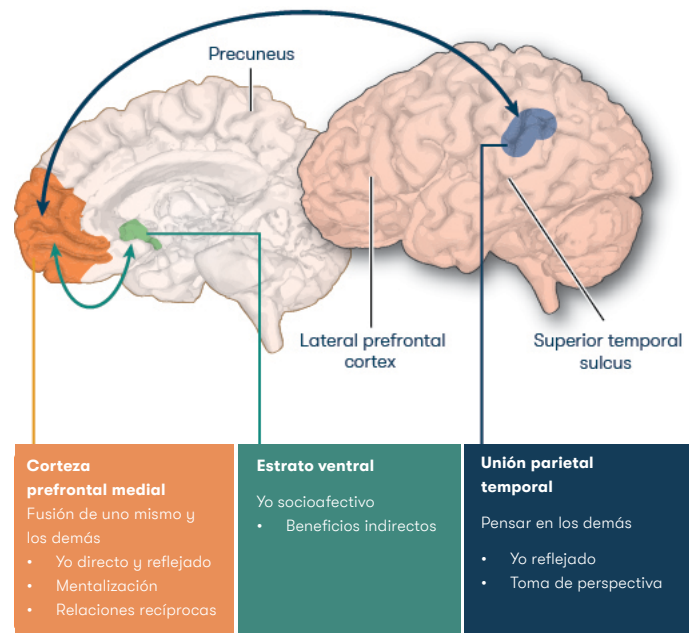 Precuneus
Lateral prefrontal
cortex
Superior temporal
sulcus
Corteza
prefrontal medial
Fusión de uno mismo y
los demás
• Yo directo y reflejado
• Mentalización
• Relaciones recíprocas
Estrato ventral
Yo socioafectivo
• Beneficios indirectos
Unión parietal
temporal
Pensar en los demás
• Yo reflejado
• Toma de perspectiva